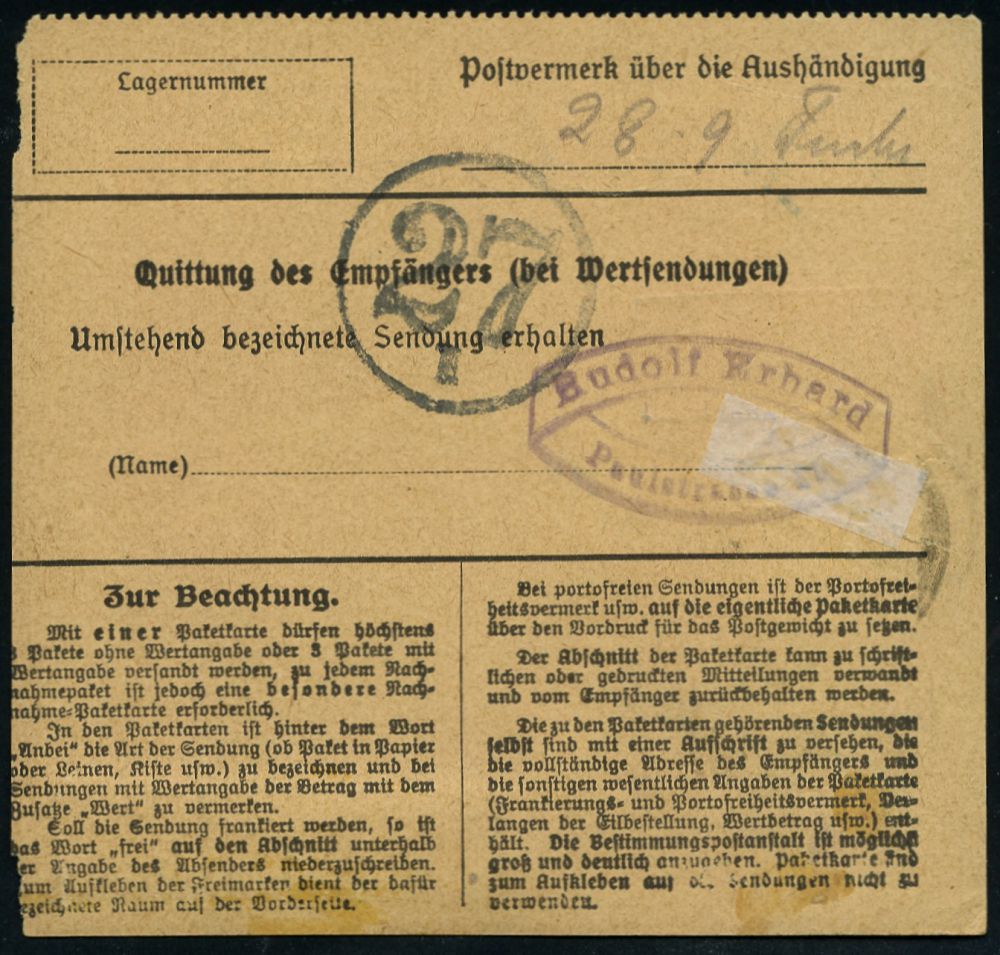 Lagernummer
Postvermerk über die Aushändigung
28 - 9
27
I
Quittung des Empfängers (bei Wertsendungen)
Umstehend bezeichnete Sendung erhalten
Rudolf Erhard
(Name)
Zur Beachtung.
Mit einer Paketkarte dürfen höchstens
3 Pakete ohne Wertangabe oder 3 Pakete mit
Wertangabe versandt werden, zu jedem Nach-
nahmepaket ist jedoch eine besondere Nach-
nahme-Paketkarte erforderlich.
In den Paketkarten ist hinter dem Wort
„Anbei" die Art der Sendung (ob Paket in Papier
oder Leinen, Kiste usw.) zu bezeichnen und bei
Sendungen mit Wertangabe der Betrag mit dem
Zusatze „Wert" zu vermerken.
Soll die Sendung frankiert werden, so ist
das Wort „frei" auf den Abschnitt unterhalb
der Angabe des Absenders niederzuschreiben.
Zum Aufkleben der Freimarken dient der dafür
bezeichnete Raum auf der Vorderseite.
Bei portofreien Sendungen ist der Portofrei-
heitsvermerk usw. auf die eigentliche Paketkarte
über den Vordruck für das Postgewicht zu setzen.
Der Abschnitt der Paketkarte kann zu schrift-
lichen oder gedruckten Mitteilungen verwandt
und vom Empfänger zurückbehalten werden.
Die zu den Paketkarten gehörenden Sendungen
selbst sind mit einer Aufschrift zu versehen, die
die vollständige Adresse des Empfängers und
die sonstigen wesentlichen Angaben der Paketkarte
(Frankierungs- und Portofreiheitsvermerk, Ver-
langen der Eilbestellung, Wertbetrag usw.) ent-
hält. Die Bestimmungspostanstalt ist möglichst
groß und deutlich anzugeben. Paketkarte sind
zum Aufkleben auf die Sendungen nicht zu
verwenden.